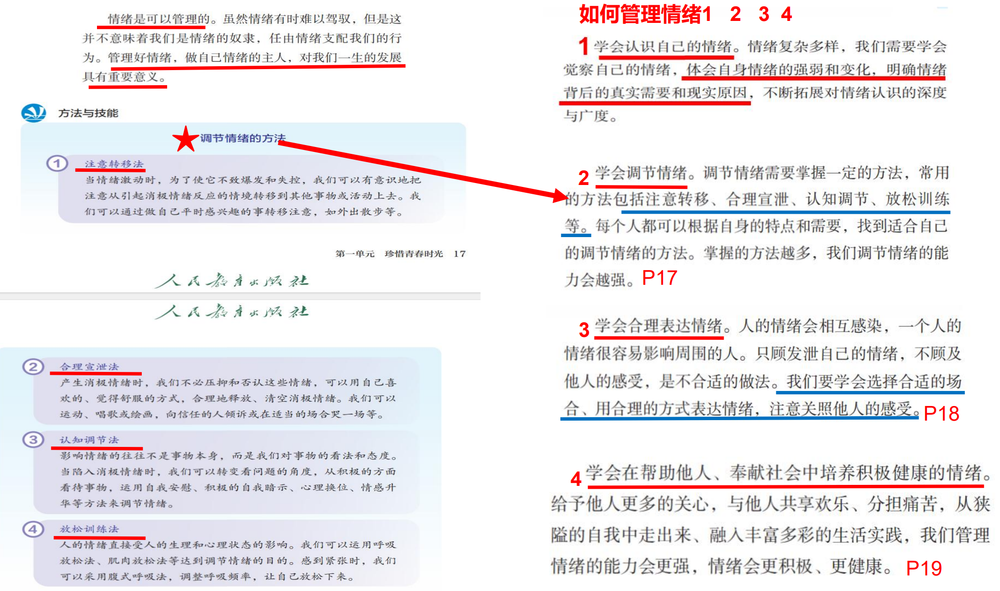 情绪是可以管理的。虽然情绪有时难以驾驭，但是这
并不意味着我们是情绪的奴隶，任由情绪支配我们的行
为。管理好情绪，做自己情绪的主人，对我们一生的发展
具有重要意义。
方法与技能
调节情绪的方法
1 注意转移法
当情绪激动时，为了使它不致爆发和失控，我们可以有意识地把
注意从引起消极情绪反应的情境转移到其他事物或活动上去。我
们可以通过做自己平时感兴趣的事转移注意，如外出散步等。
第一单元 珍惜青春时光 17
人民教育出版社
人民教育出版社
2 合理宣泄法
产生消极情绪时，我们不必压抑和否认这些情绪，可以用自己喜
欢的、觉得舒服的方式，合理地释放、清空消极情绪。我们可以
运动、唱歌或绘画，向信任的人倾诉或在适当的场合哭一场等。
3 认知调节法
影响情绪的往往不是事物本身，而是我们对事物的看法和态度。
当陷入消极情绪时，我们可以转变看问题的角度，从积极的方面
看待事物，运用自我安慰、积极的自我暗示、心理换位、情感升
华等方法来调节情绪。
4 放松训练法
人的情绪直接受人的生理和心理状态的影响。我们可以运用呼吸
放松法、肌肉放松法等达到调节情绪的目的。感到紧张时，我们
可以采用腹式呼吸法，调整呼吸频率，让自己放松下来。
如何管理情绪1 2 3 4
1 学会认识自己的情绪。情绪复杂多样，我们需要学会
觉察自己的情绪，体会自身情绪的强弱和变化，明确情绪
背后的真实需要和现实原因，不断拓展对情绪认识的深度
与广度。
2 学会调节情绪。调节情绪需要掌握一定的方法，常用
的方法包括注意转移、合理宣泄、认知调节、放松训练
等。每个人都可以根据自身的特点和需要，找到适合自己
的调节情绪的方法。掌握的方法越多，我们调节情绪的能
力会越强。P17
3 学会合理表达情绪。人的情绪会相互感染，一个人的
情绪很容易影响周围的人。只顾发泄自己的情绪，不顾及
他人的感受，是不合适的做法。我们要学会选择合适的场
合、用合理的方式表达情绪，注意关照他人的感受。P18
4 学会在帮助他人、奉献社会中培养积极健康的情绪。
给予他人更多的关心，与他人共享欢乐、分担痛苦，从狭
隘的自我中走出来、融入丰富多彩的生活实践，我们管理
情绪的能力会更强，情绪会更积极、更健康。P19